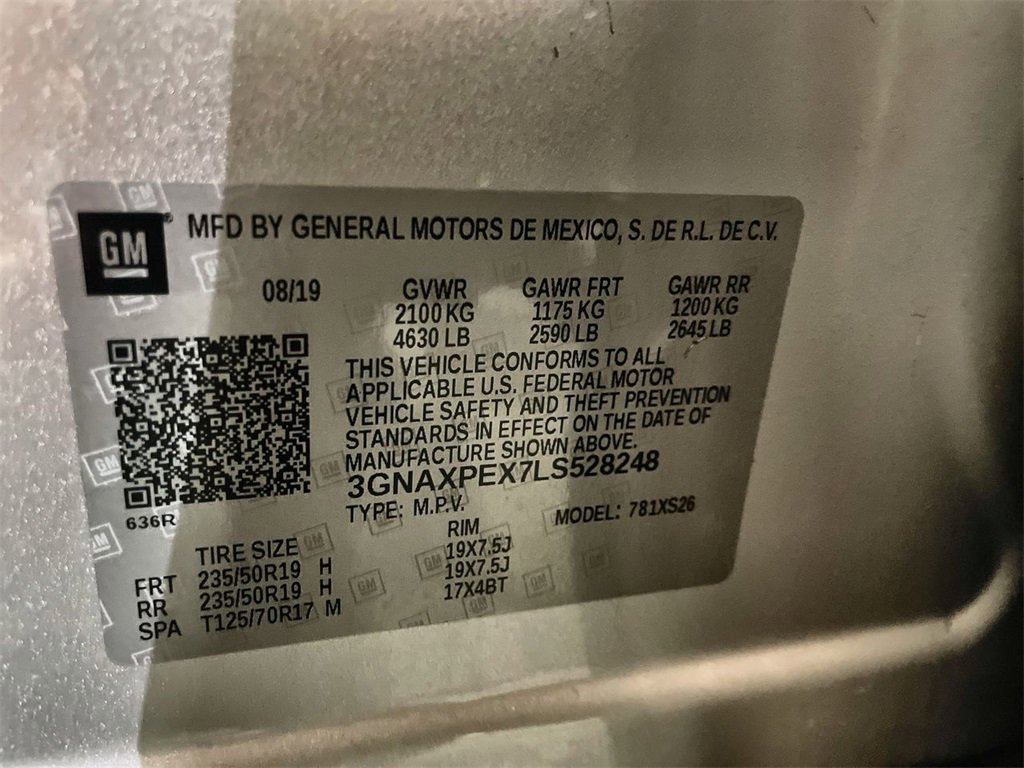 GM
MFD BY GENERAL MOTORS DE MEXICO, S. DE R.L. DE C.V.
08/19 GVWR GAWR FRT GAWR RR
2100 KG 1175 KG 1200 KG
4630 LB 2590 LB 2645 LB
THIS VEHICLE CONFORMS TO ALL
APPLICABLE U.S. FEDERAL MOTOR
VEHICLE SAFETY AND THEFT PREVENTION
STANDARDS IN EFFECT ON THE DATE OF
MANUFACTURE SHOWN ABOVE.
3GNAXPEX7LS528248
636R
TYPE: M.P.V. MODEL: 781XS26
TIRE SIZE RIM
FRT 235/50R19 H 19X7.5J
RR 235/50R19 H 19X7.5J
SPA T125/70R17 M 17X4BT